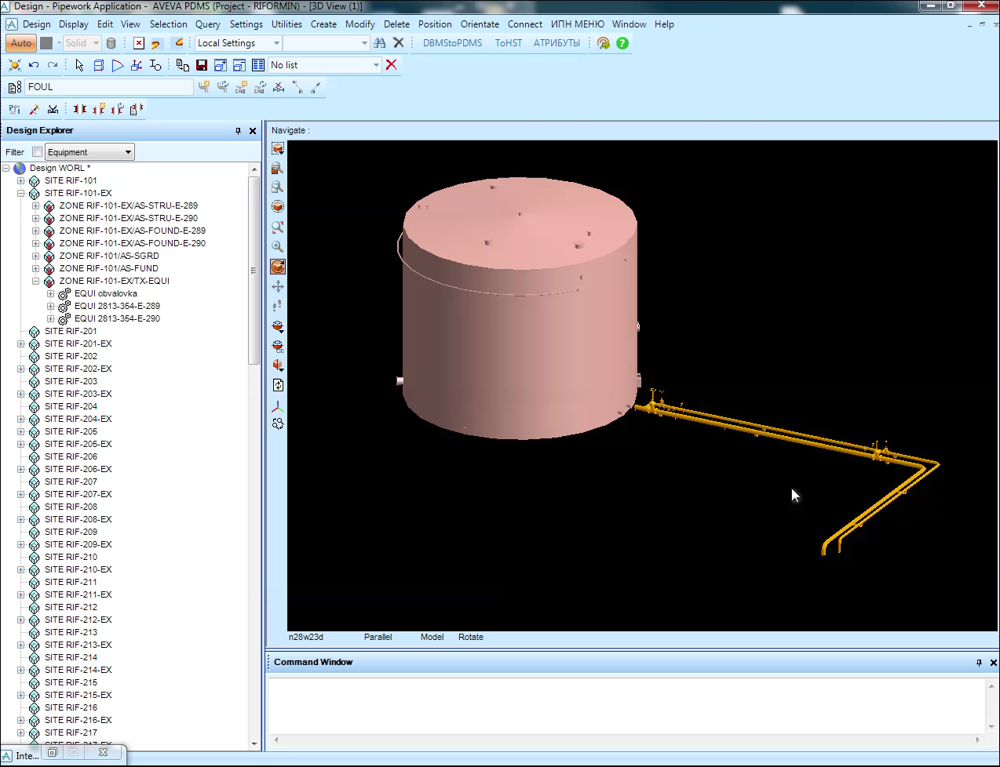 Design - Pipework Application - AVEVA PDMS (Project - RIFORMIN) - [3D View (1)]
Design Display Edit View Selection Query Settings Utilities Create Modify Delete Position Orientate Connect ИПН МЕНЮ Window Help
Auto Solid Local Settings DBMStoPDMS ToHST АТРИБУТЫ
No list
FOUL
Design Explorer
Navigate :
Filter Equipment
Design WORL *
SITE RIF-101
SITE RIF-101-EX
ZONE RIF-101-EX/AS-STRU-E-289
ZONE RIF-101-EX/AS-STRU-E-290
ZONE RIF-101-EX/AS-FOUND-E-289
ZONE RIF-101-EX/AS-FOUND-E-290
ZONE RIF-101/AS-SGRD
ZONE RIF-101/AS-FUND
ZONE RIF-101-EX/TX-EQUI
EQUI obvalovka
EQUI 2813-354-E-289
EQUI 2813-354-E-290
SITE RIF-201
SITE RIF-201-EX
SITE RIF-202
SITE RIF-202-EX
SITE RIF-203
SITE RIF-203-EX
SITE RIF-204
SITE RIF-204-EX
SITE RIF-205
SITE RIF-205-EX
SITE RIF-206
SITE RIF-206-EX
SITE RIF-207
SITE RIF-207-EX
SITE RIF-208
SITE RIF-208-EX
SITE RIF-209
SITE RIF-209-EX
SITE RIF-210
SITE RIF-210-EX
SITE RIF-211
SITE RIF-211-EX
SITE RIF-212
SITE RIF-212-EX
SITE RIF-213
SITE RIF-213-EX
SITE RIF-214
SITE RIF-214-EX
SITE RIF-215
SITE RIF-215-EX
SITE RIF-216
SITE RIF-216-EX
SITE RIF-217
n28w23d Parallel Model Rotate
Command Window
Inte...